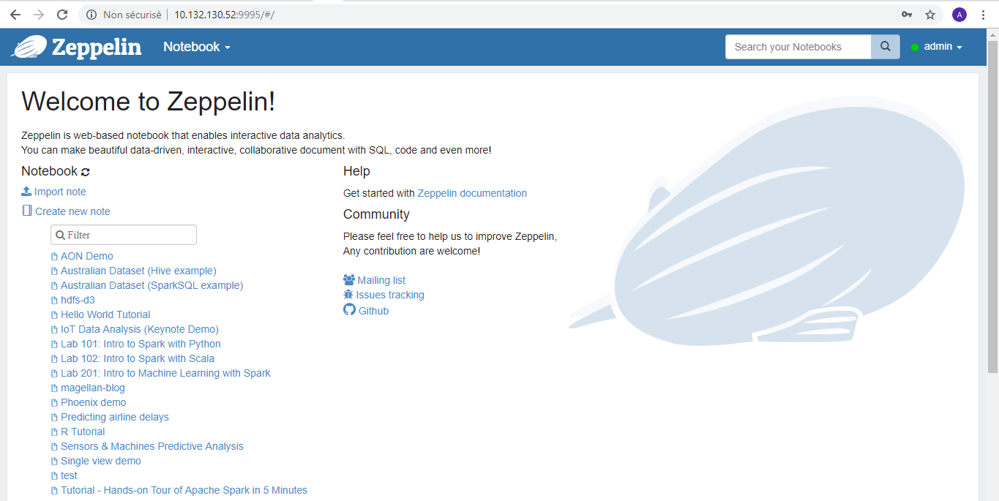 Non sécurisé 10.132.130.52:9995/#/
A
Zeppelin Notebook Search your Notebooks admin
Welcome to Zeppelin!
Zeppelin is web-based notebook that enables interactive data analytics.
You can make beautiful data-driven, interactive, collaborative document with SQL, code and even more!
Notebook
Import note
Create new note
Filter
AON Demo
Australian Dataset (Hive example)
Australian Dataset (SparkSQL example)
hdfs-d3
Hello World Tutorial
IoT Data Analysis (Keynote Demo)
Lab 101: Intro to Spark with Python
Lab 102: Intro to Spark with Scala
Lab 201: Intro to Machine Learning with Spark
magellan-blog
Phoenix demo
Predicting airline delays
R Tutorial
Sensors & Machines Predictive Analysis
Single view demo
test
Tutorial - Hands-on Tour of Apache Spark in 5 Minutes
Help
Get started with Zeppelin documentation
Community
Please feel free to help us to improve Zeppelin,
Any contribution are welcome!
Mailing list
Issues tracking
Github